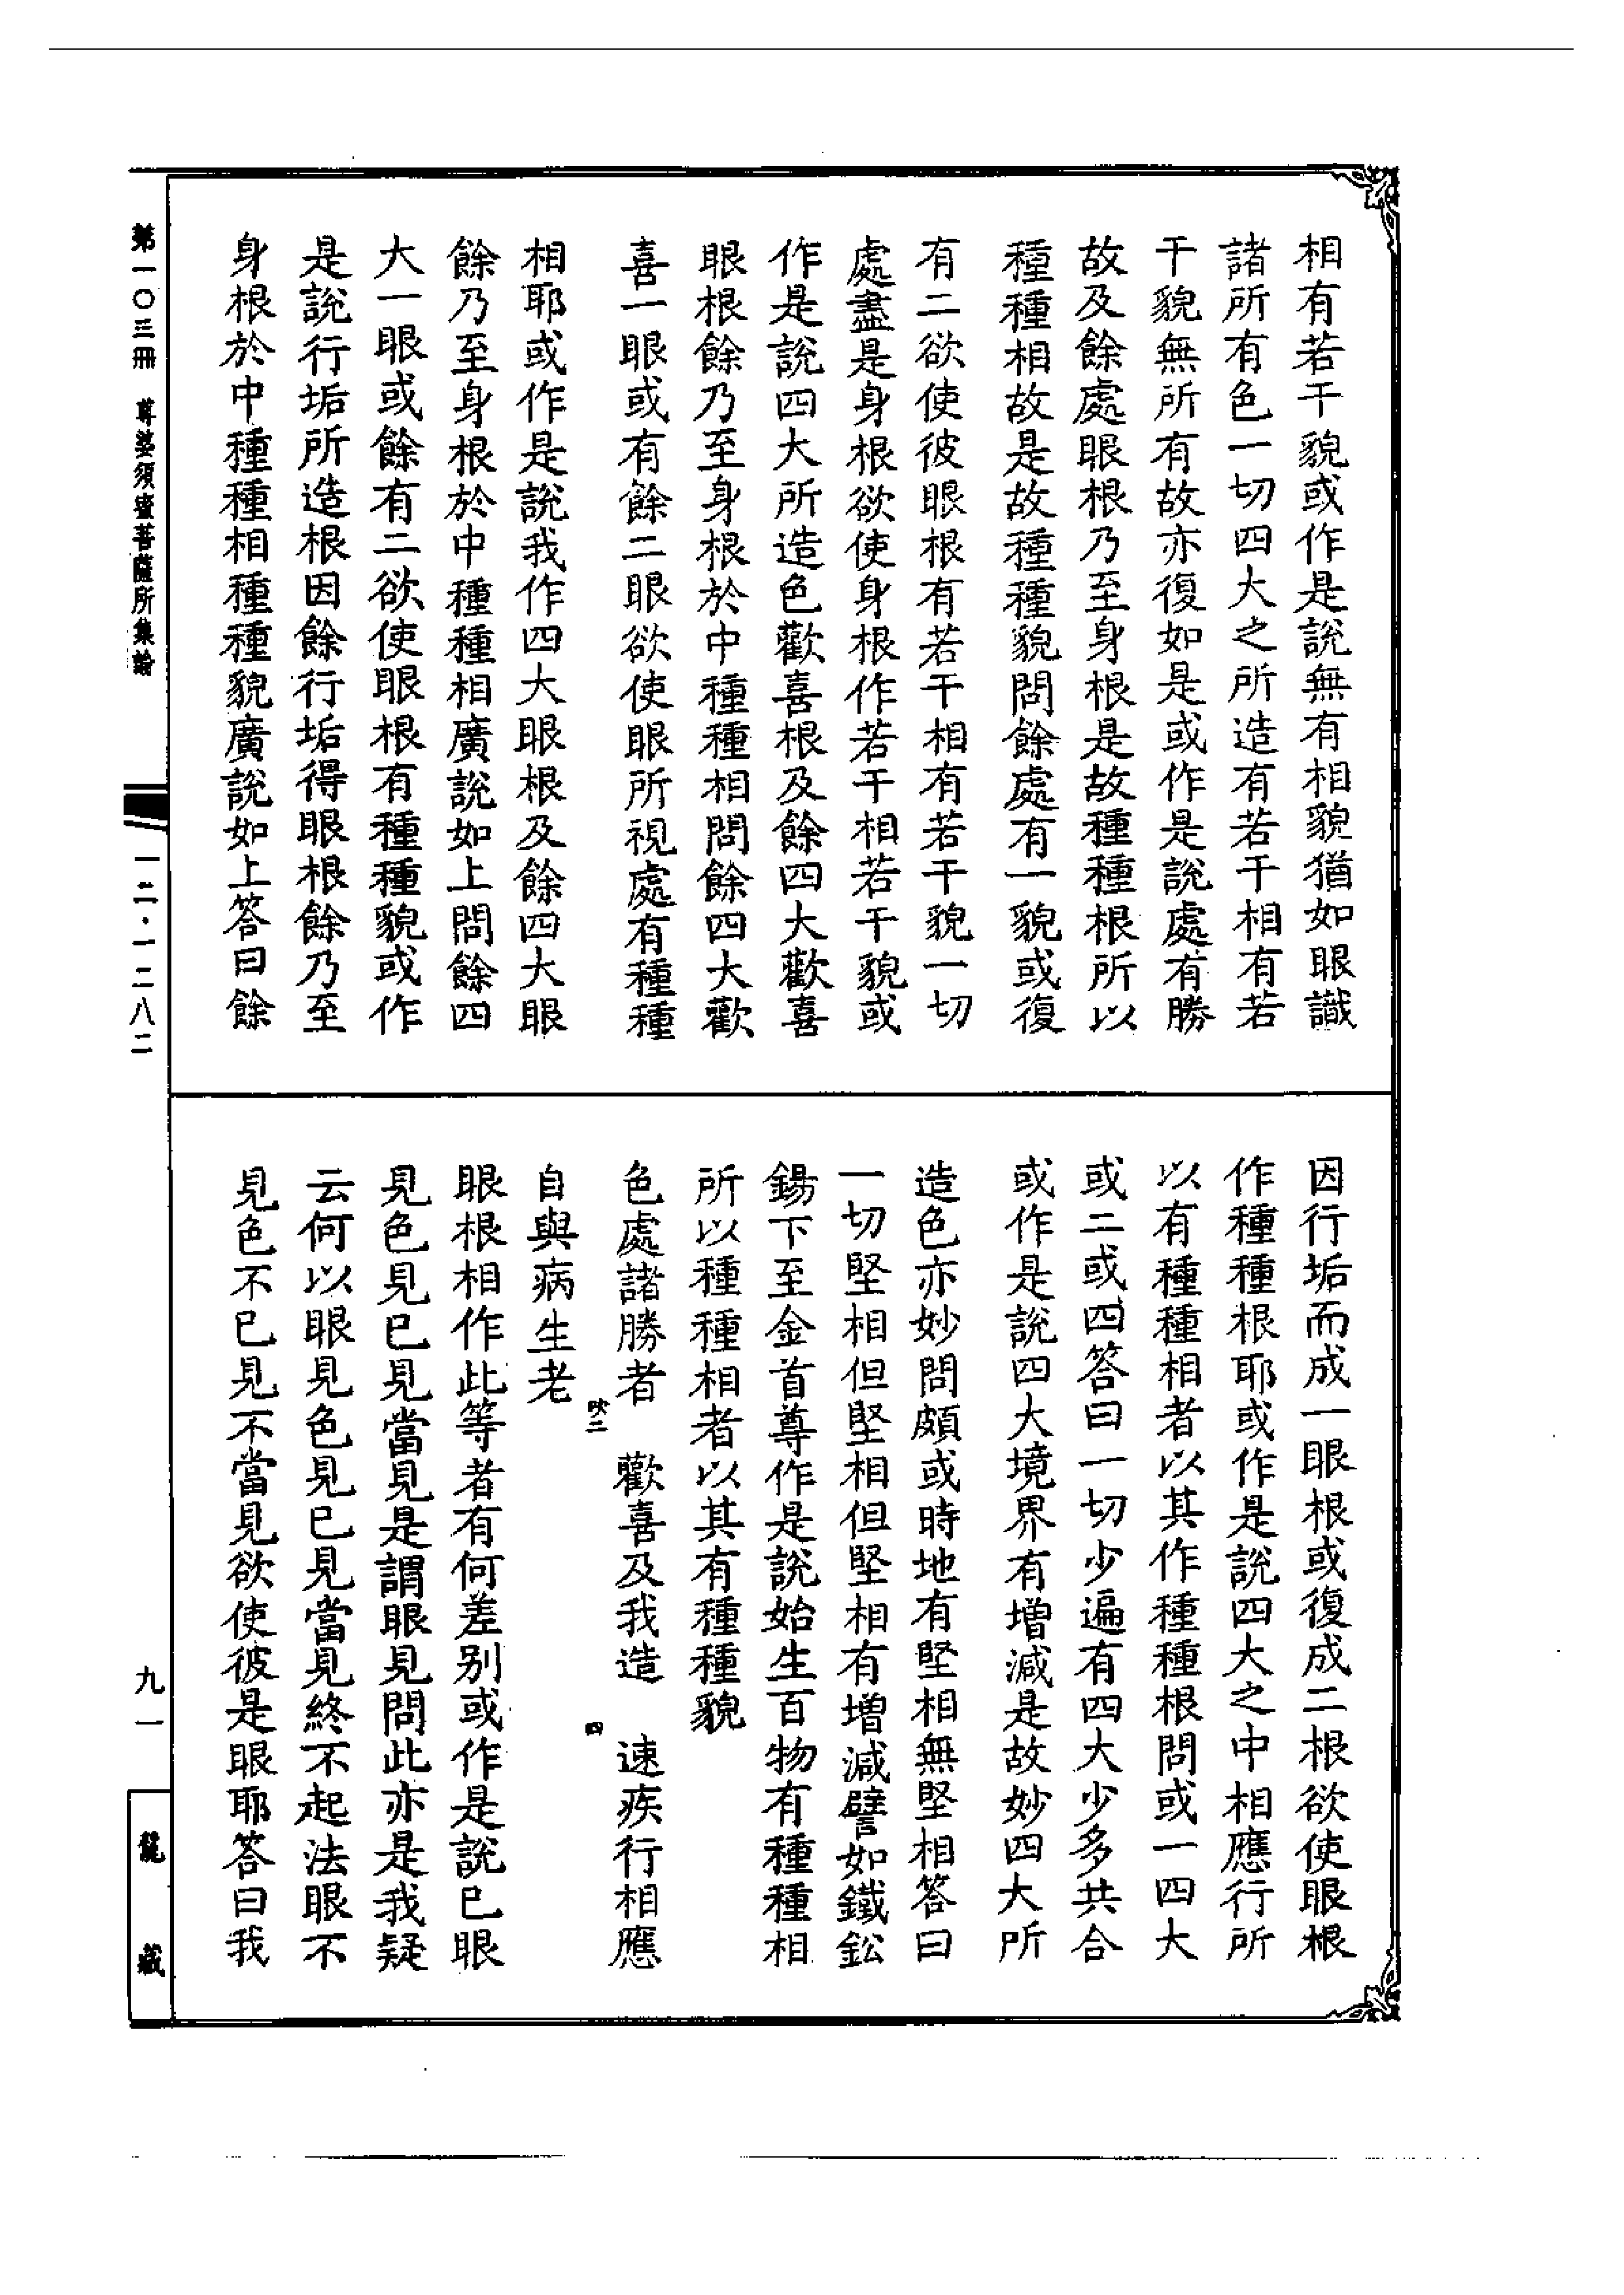 相有若干貌或作是說無有相貌猶如眼識
諸所有色一切四大之所造有若干相有若
干貌無所有故亦復如是或作是說處有勝
故及餘處眼根乃至身根是故種種根所以
種種相故是故種種貌問餘處有一貌或復
有二欲使彼眼根有若干相有若干貌一切
處盡是身根欲使身根作若干相若干貌或
作是說四大所造色歡喜根及餘四大歡喜
眼根餘乃至身根於中種種相問餘四大歡
喜一眼或有餘二眼欲使眼所視處有種種
相耶或作是說我作四大眼根及餘四大眼
餘乃至身根於中種種相廣說如上問餘四
大一眼或餘有二欲使眼根有種種貌或作
是說行垢所造根因餘行垢得眼根餘乃至
身根於中種種相種種貌廣說如上答曰餘
因行垢而成一眼根或復成二根欲使眼根
作種種根耶或作是說四大之中相應行所
以有種種相者以其作種種根問或一四大
或二或四答曰一切少遍有四大少多共合
或作是說四大境界有增減是故妙四大所
造色亦妙問頗或時地有堅相無堅相答曰
一切堅相但堅相但堅相有增減譬如鐵鈆
錫下至金首尊作是說始生百物有種種相
所以種種相者以其有種種貌
色處諸勝者　歡喜及我造　速疾行相應
自與病生老
吠二
四
眼根相作此等者有何差別或作是說已眼
見色見已見當見是謂眼見問此亦是我疑
云何以眼見色見已見當見終不起法眼不
見色不已見不當見欲使彼是眼耶答曰我
第一〇三冊　尊婆須蜜菩薩所集論
一二·一二八二
九一
龍藏